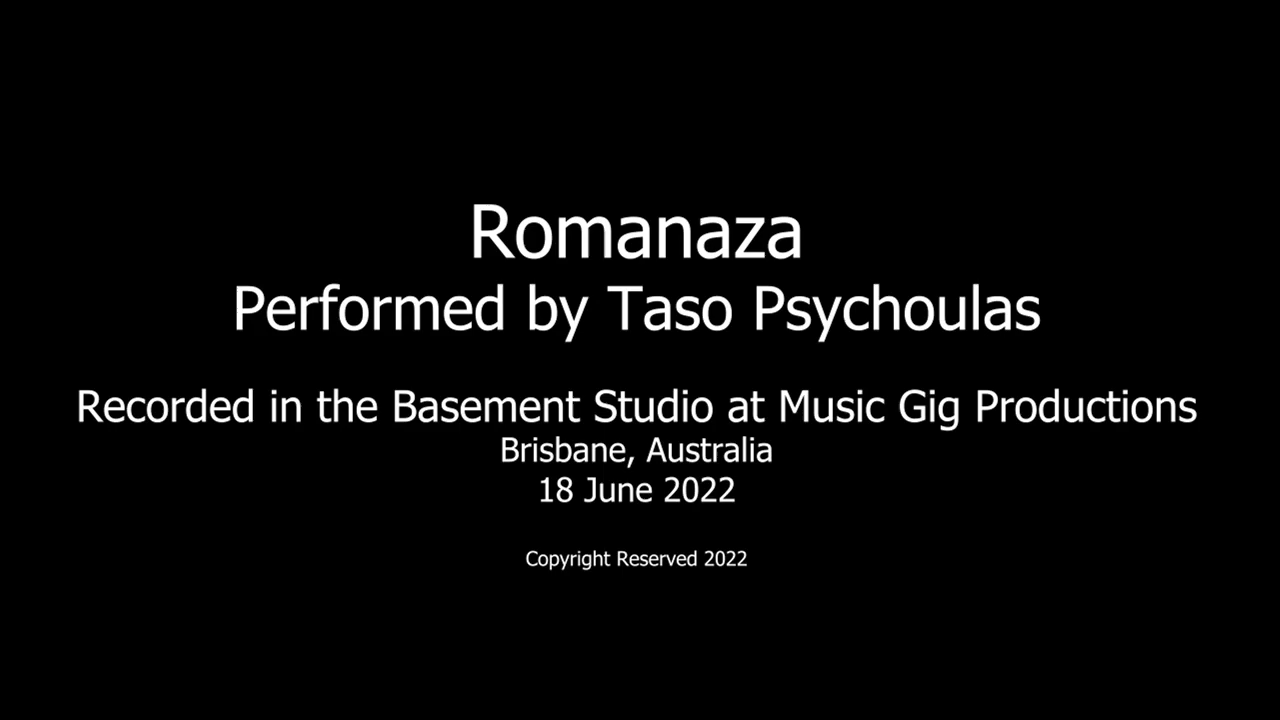 Romanaza
Performed by Taso Psychoulas
Recorded in the Basement Studio at Music Gig Productions
Brisbane, Australia
18 June 2022
Copyright Reserved 2022